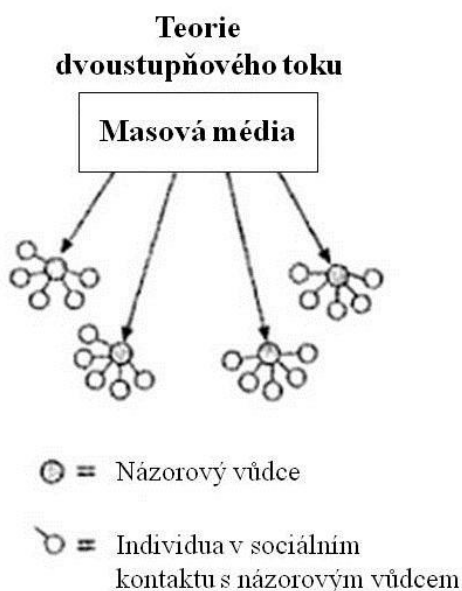 Teorie
dvoustupňového toku
Masová média
= Názorový vůdce
= Individua v sociálním
kontaktu s názorovým vůdcem